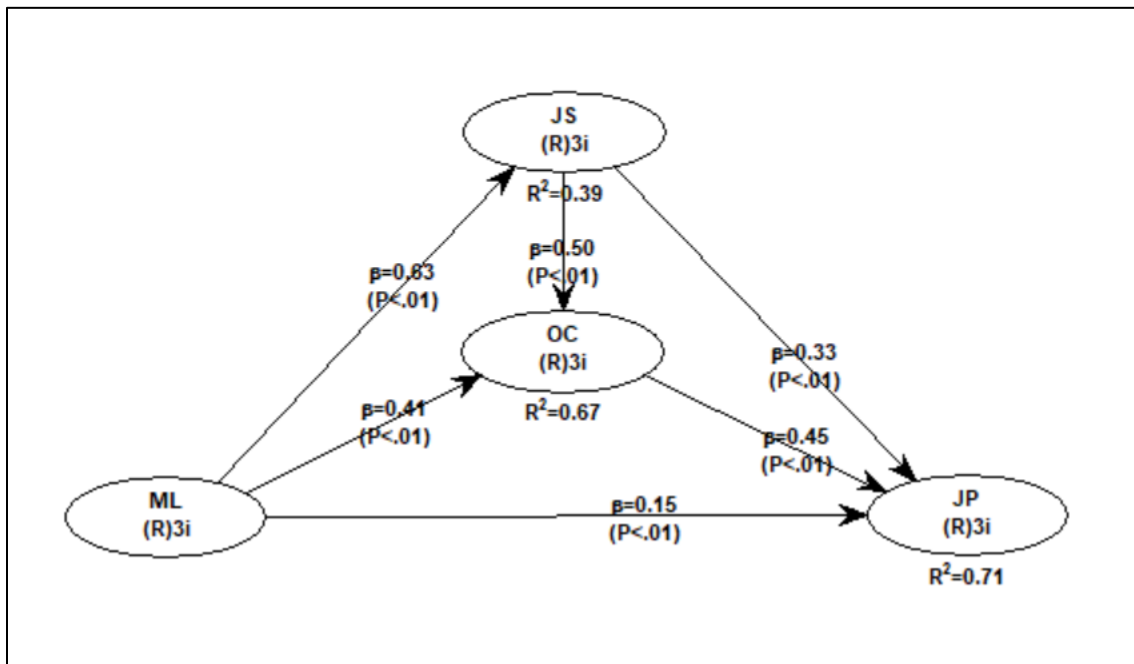 JS
(R)3i
R²=0.39
β=0.50
(P<.01)
β=0.63
(P<.01)
OC
(R)3i
R²=0.67
β=0.33
(P<.01)
β=0.41
(P<.01)
β=0.45
(P<.01)
ML
(R)3i
β=0.15
(P<.01)
JP
(R)3i
R²=0.71